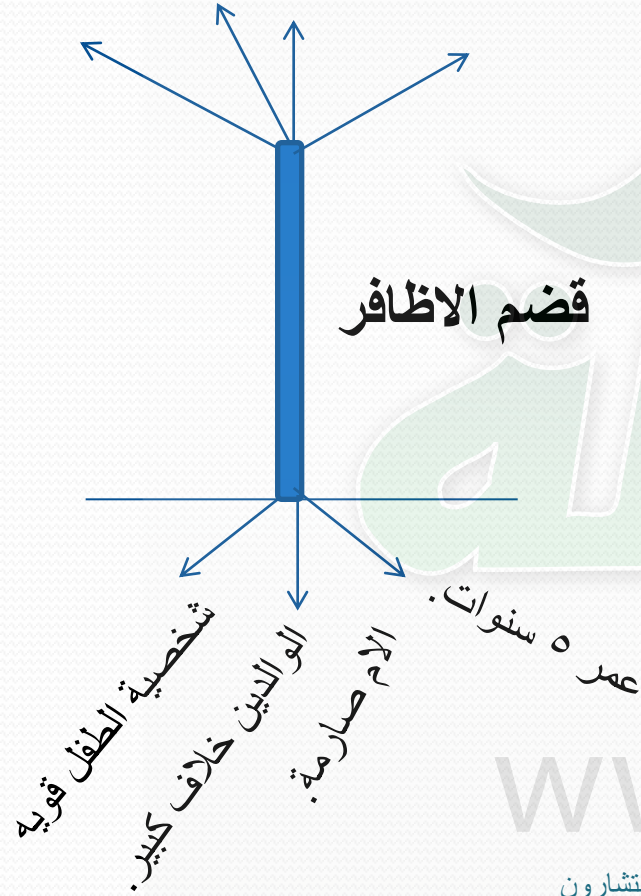 قضم الاظافر
عمر ٥ سنوات.
الام صارمة.
الوالدين خلاف كبير.
شخصية الطفل قويه